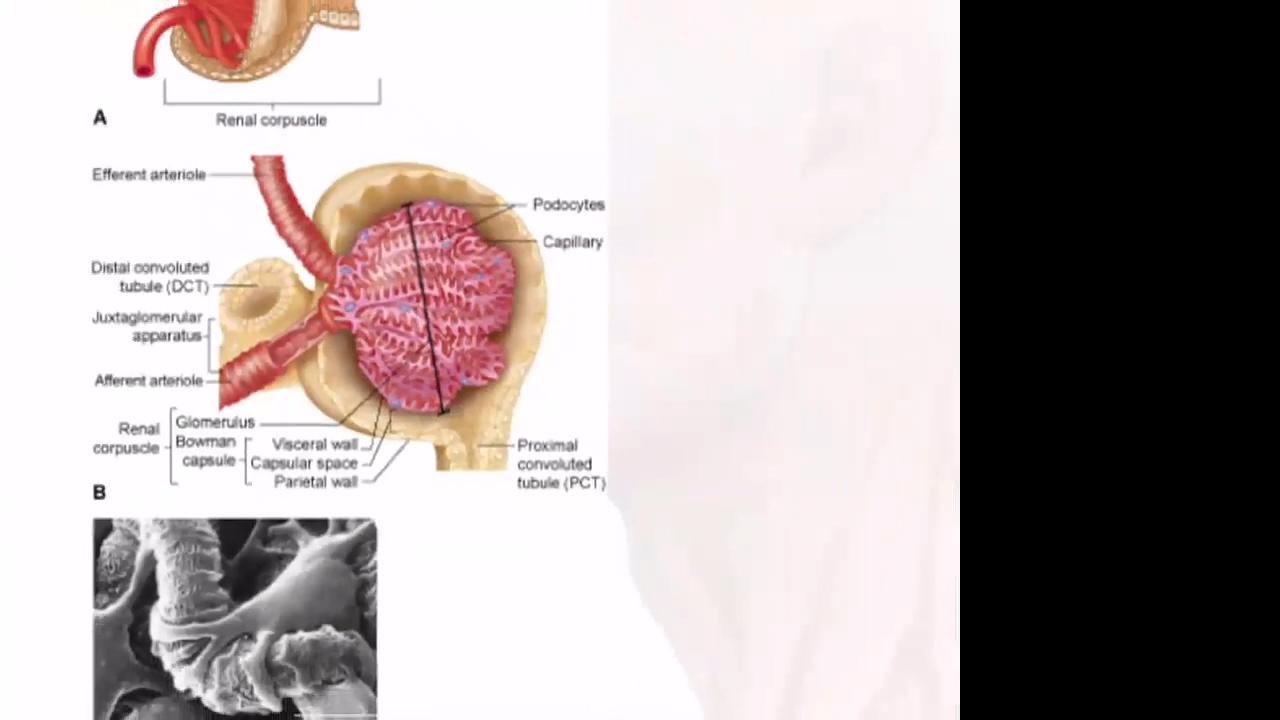 A
Renal corpuscle
Efferent arteriole
Podocytes
Capillary
Distal convoluted
tubule (DCT)
Juxtaglomerular
apparatus
Afferent arteriole
Renal
corpuscle
Glomerulus
Bowman
capsule
Visceral wall
Capsular space
Parietal wall
Proximal
convoluted
tubule (PCT)
B